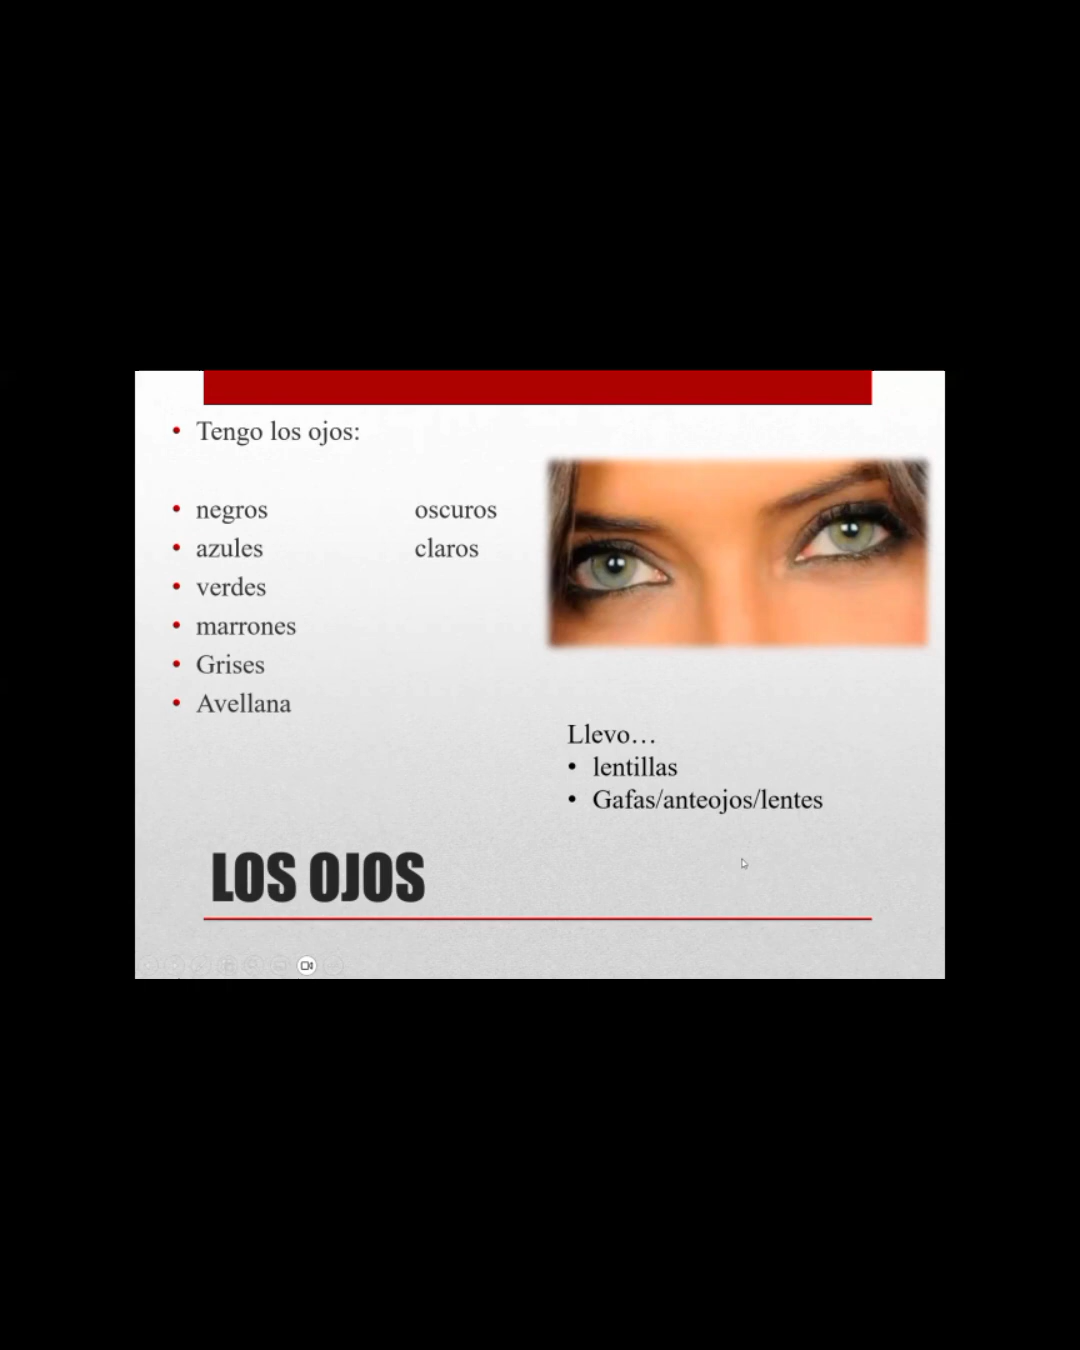 Tengo los ojos:
negros oscuros
azules claros
verdes
marrones
Grises
Avellana
Llevo…
lentillas
Gafas/anteojos/lentes
LOS OJOS